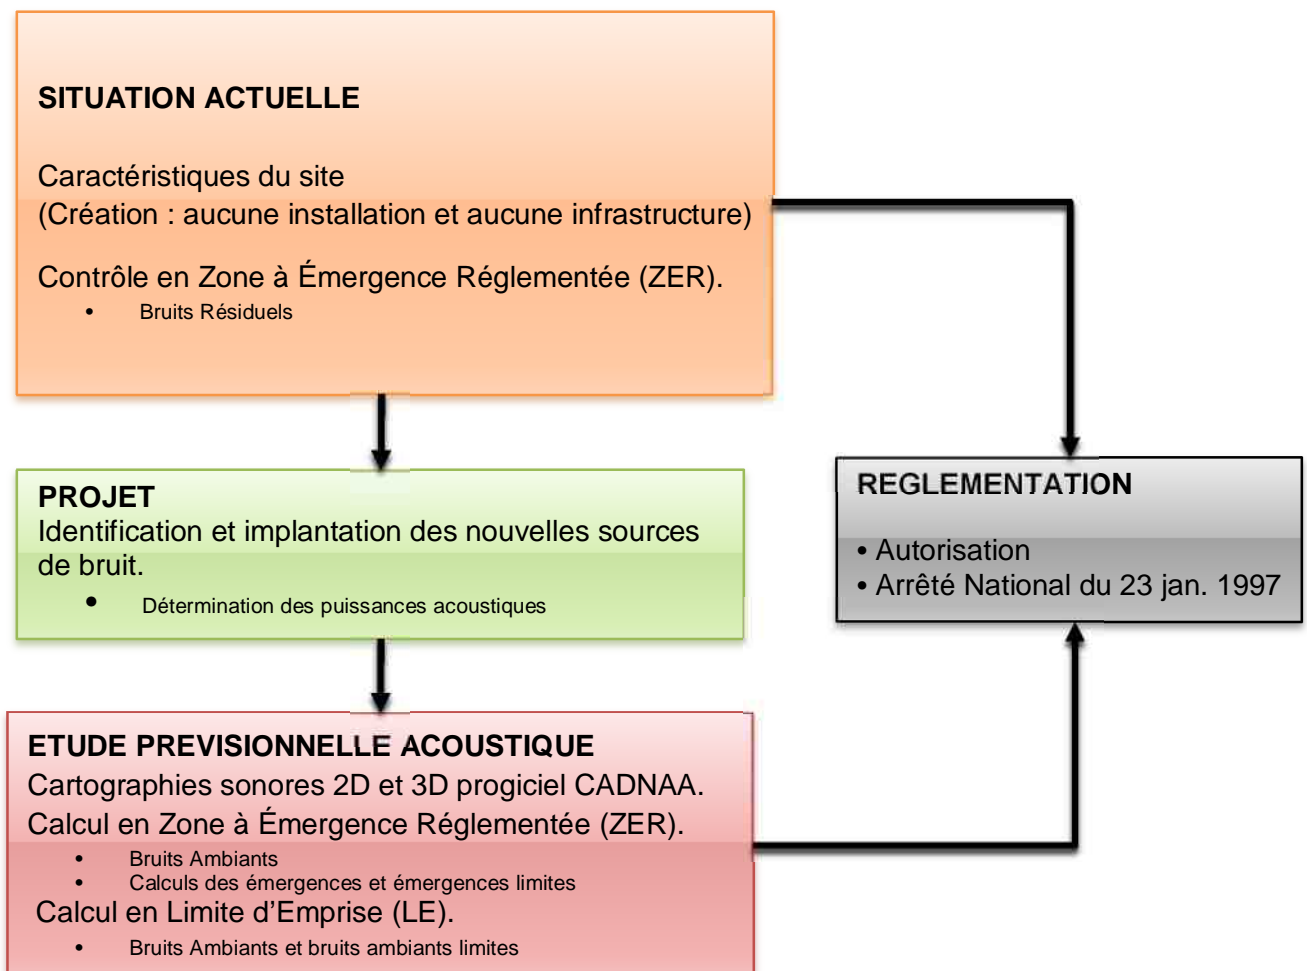 SITUATION ACTUELLE
Caractéristiques du site
(Création : aucune installation et aucune infrastructure)
Contrôle en Zone à Émergence Réglementée (ZER).
• Bruits Résiduels
PROJET
Identification et implantation des nouvelles sources
de bruit.
• Détermination des puissances acoustiques
REGLEMENTATION
• Autorisation
• Arrêté National du 23 jan. 1997
ETUDE PREVISIONNELLE ACOUSTIQUE
Cartographies sonores 2D et 3D progiciel CADNAA.
Calcul en Zone à Émergence Réglementée (ZER).
• Bruits Ambiants
• Calculs des émergences et émergences limites
Calcul en Limite d’Emprise (LE).
• Bruits Ambiants et bruits ambiants limites